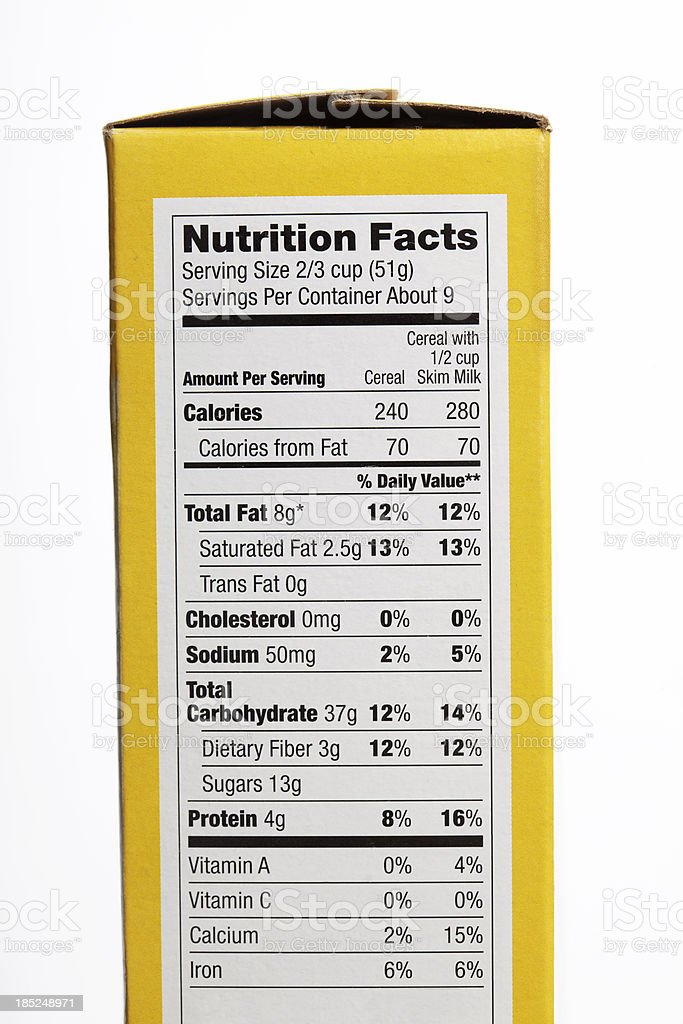 Nutrition Facts
Serving Size 2/3 cup (51g)
Servings Per Container About 9
Cereal with
1/2 cup
Amount Per Serving Cereal Skim Milk
Calories 240 280
Calories from Fat 70 70
% Daily Value**
Total Fat 8g* 12% 12%
Saturated Fat 2.5g 13% 13%
Trans Fat 0g
Cholesterol 0mg 0% 0%
Sodium 50mg 2% 5%
Total
Carbohydrate 37g 12% 14%
Dietary Fiber 3g 12% 12%
Sugars 13g
Protein 4g 8% 16%
Vitamin A 0% 4%
Vitamin C 0% 0%
Calcium 2% 15%
Iron 6% 6%
iStock
by Getty Images™
185248971